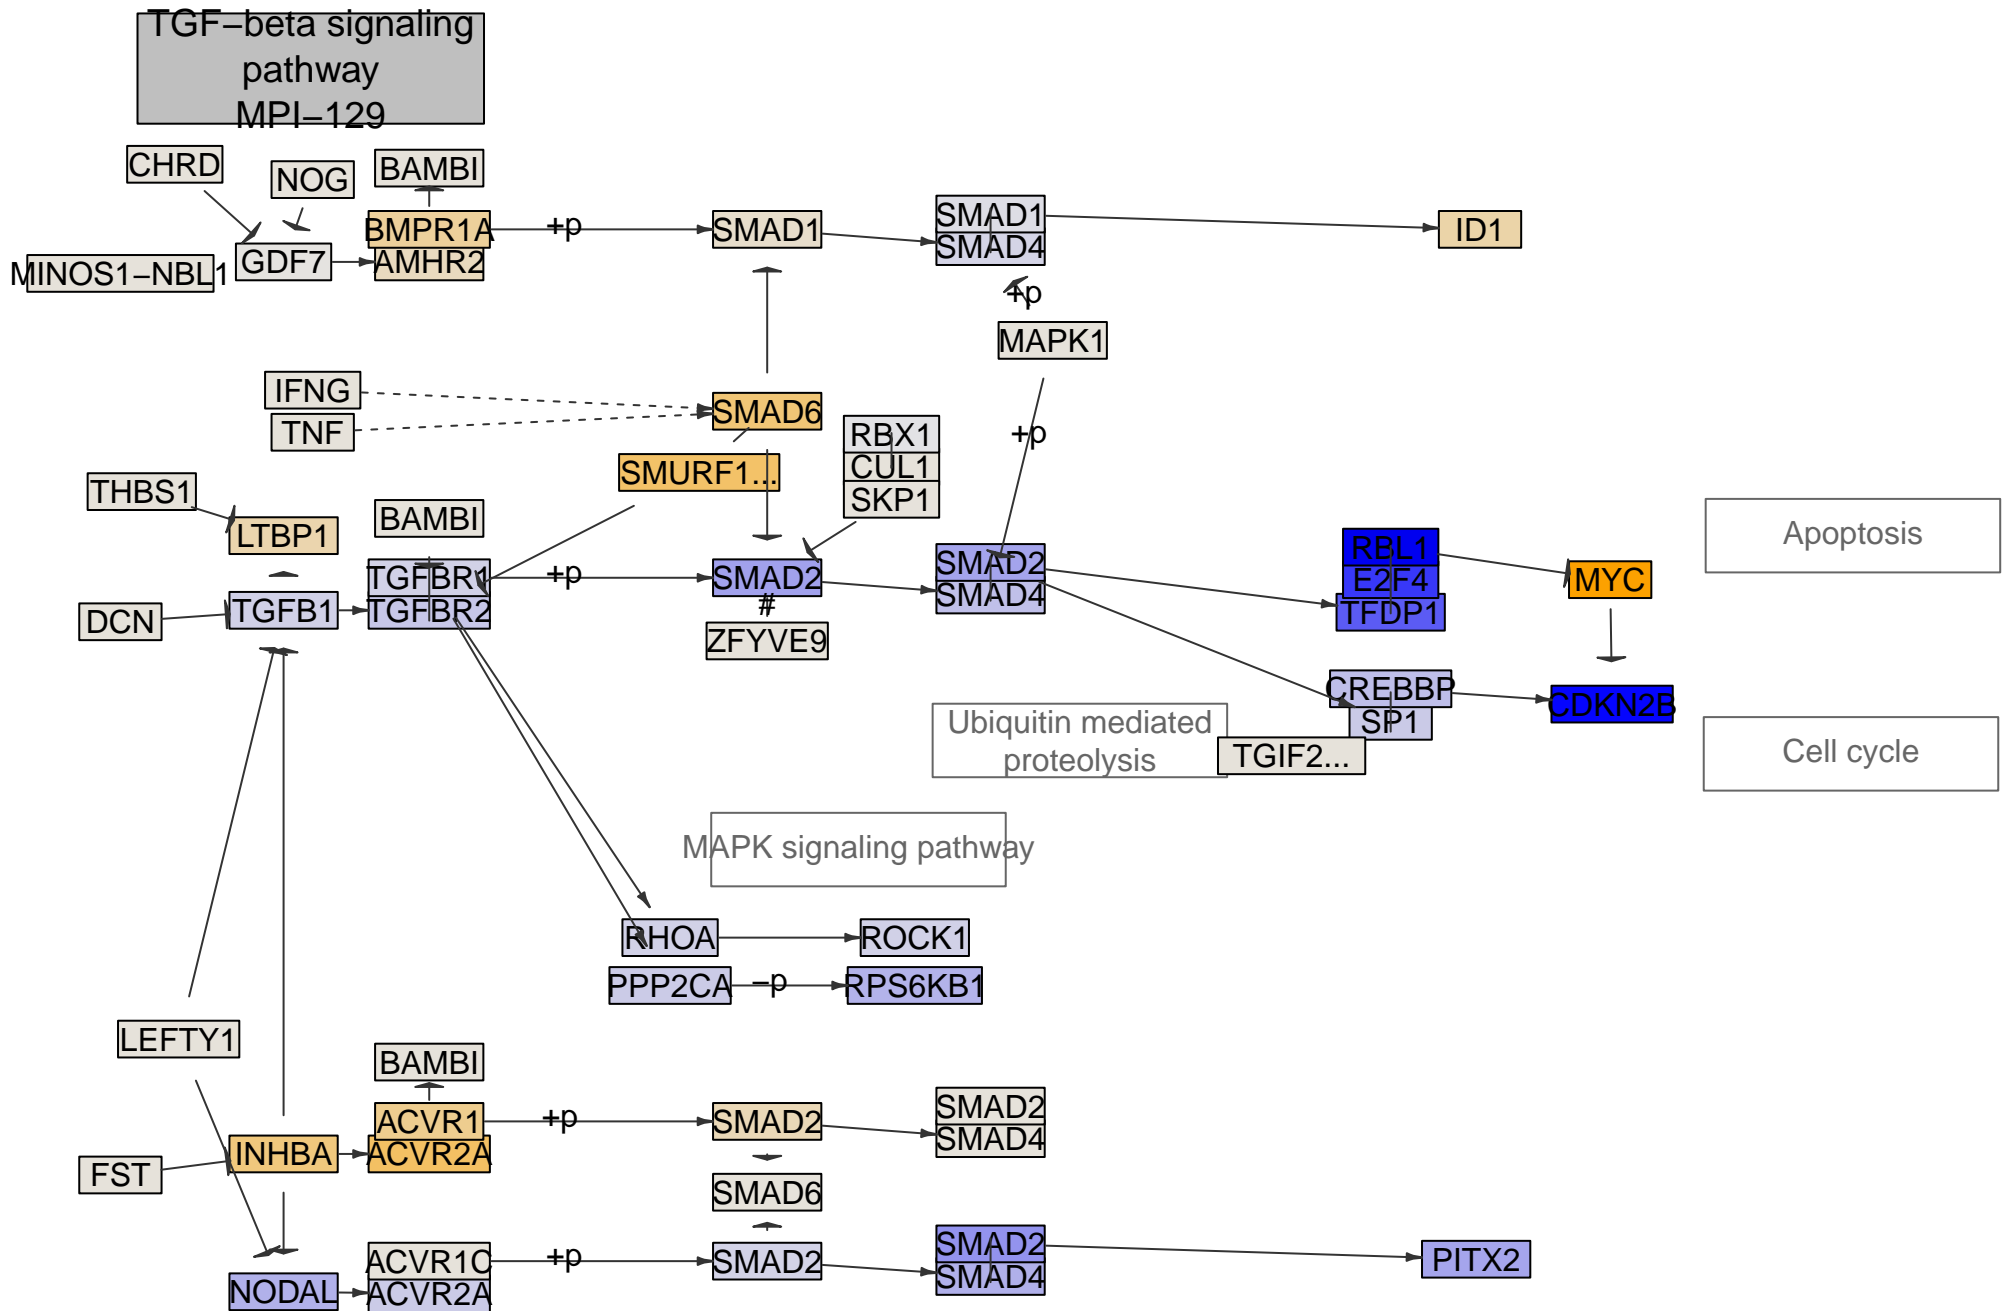 TGF−beta signaling
pathway
MPI−129
CHRD
NOG
BAMBI
BMPR1A
+p
SMAD1
SMAD1
SMAD4
ID1
MINOS1−NBL1
GDF7
AMHR2
+p
MAPK1
IFNG
TNF
SMAD6
RBX1
CUL1
SKP1
+p
SMURF1...
THBS1
LTBP1
BAMBI
TGFBR1
TGFBR2
+p
SMAD2
#
ZFYVE9
SMAD2
SMAD4
RBL1
E2F4
TFDP1
MYC
Apoptosis
DCN
TGFB1
CREBBP
SP1
CDKN2B
Ubiquitin mediated
proteolysis
TGIF2...
Cell cycle
MAPK signaling pathway
RHOA
ROCK1
PPP2CA
−p
RPS6KB1
LEFTY1
BAMBI
ACVR1
ACVR2A
+p
SMAD2
SMAD2
SMAD4
FST
INHBA
SMAD6
ACVR1C
ACVR2A
+p
SMAD2
SMAD2
SMAD4
PITX2
NODAL